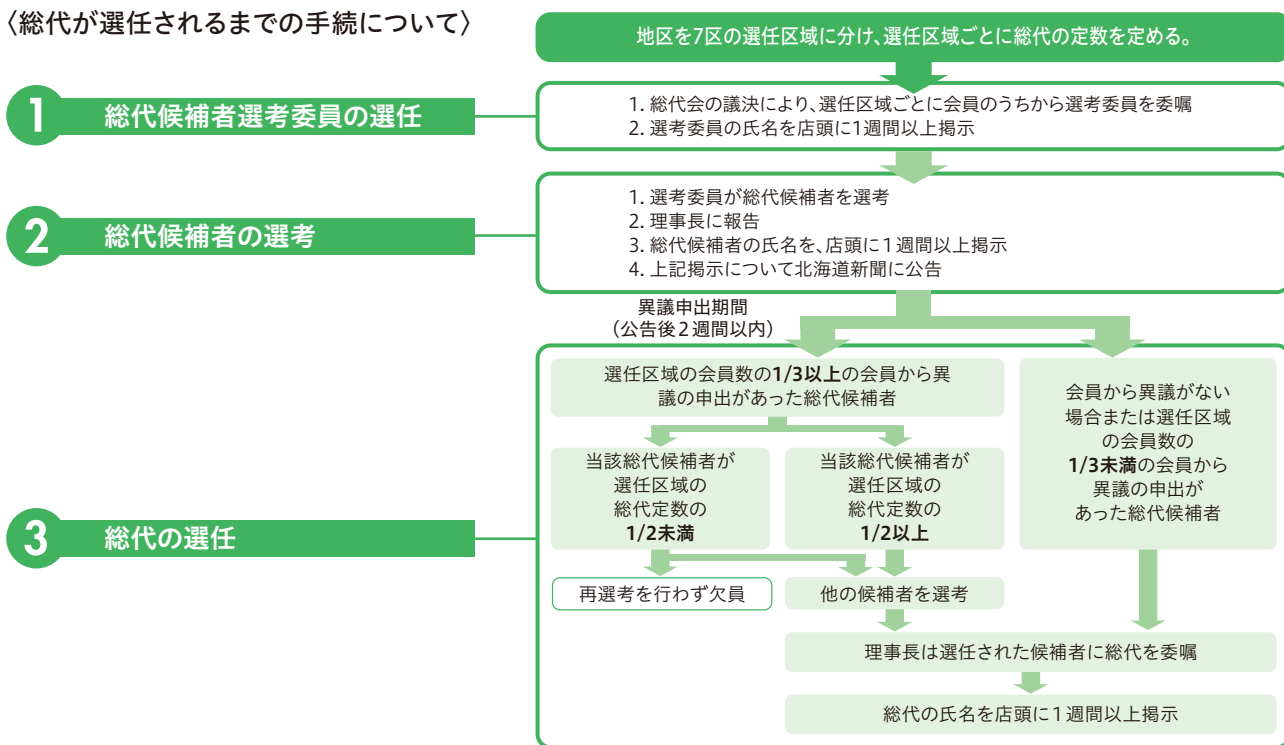 〈総代が選任されるまでの手続について〉
地区を7区の選任区域に分け、選任区域ごとに総代の定数を定める。
1 総代候補者選考委員の選任
1. 総代会の議決により、選任区域ごとに会員のうちから選考委員を委嘱
2. 選考委員の氏名を店頭に1週間以上掲示
2 総代候補者の選考
1. 選考委員が総代候補者を選考
2. 理事長に報告
3. 総代候補者の氏名を、店頭に1週間以上掲示
4. 上記掲示について北海道新聞に公告
異議申出期間
（公告後2週間以内）
3 総代の選任
選任区域の会員数の1/3以上の会員から異
議の申出があった総代候補者
当該総代候補者が
選任区域の
総代定数の
1/2未満
当該総代候補者が
選任区域の
総代定数の
1/2以上
会員から異議がない
場合または選任区域
の会員数の
1/3未満の会員から
異議の申出が
あった総代候補者
再選考を行わず欠員
他の候補者を選考
理事長は選任された候補者に総代を委嘱
総代の氏名を店頭に1週間以上掲示